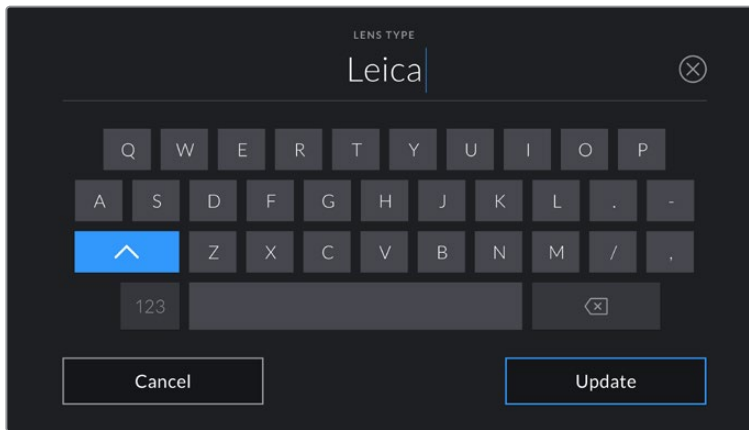 LENS TYPE
Leica
Q W E R T Y U I O P
A S D F G H J K L . -
Z X C V B N M / ,
123
Cancel Update